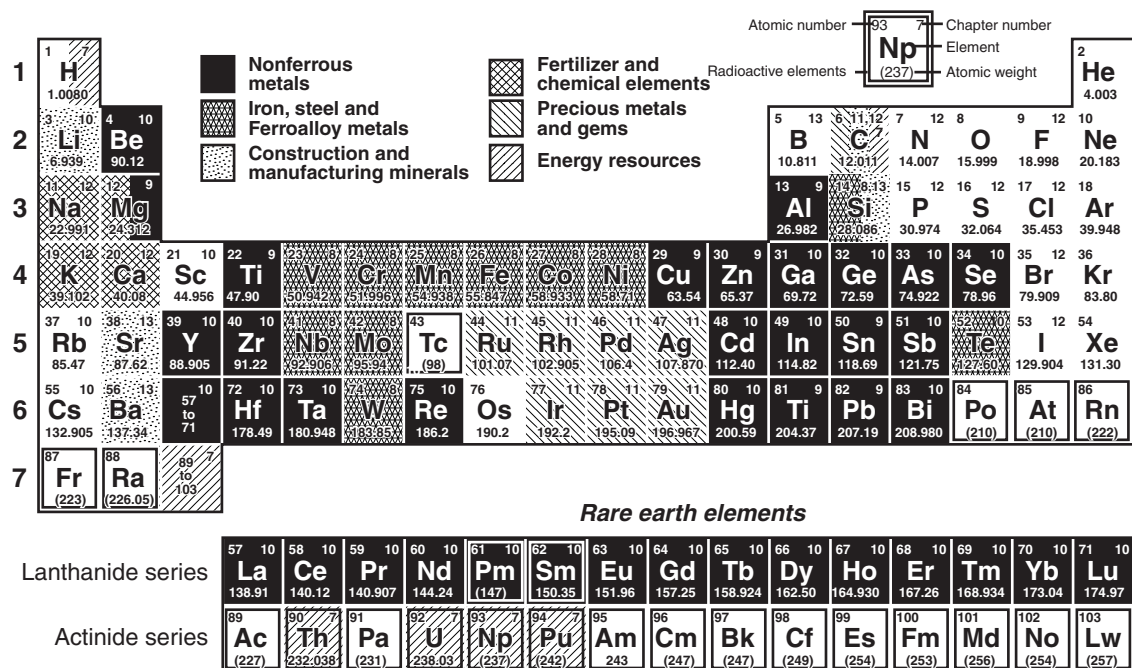 Atomic number 93 7 Chapter number
Np Element
Radioactive elements (237) Atomic weight
Nonferrous metals
Iron, steel and Ferroalloy metals
Construction and manufacturing minerals
Fertilizer and chemical elements
Precious metals and gems
Energy resources
1
1 7 2
H He
1.0080 4.003
2
3 10 4 10 5 13 6 11,12 7 7 12 8 9 12 10
Li Be B C N O F Ne
6.939 90.12 10.811 12.011 14.007 15.999 18.998 20.183
3
11 12 12 9 13 9 14 8,13 15 12 16 12 17 12 18
Na Mg Al Si P S Cl Ar
22.991 24.312 26.982 28.086 30.974 32.064 35.453 39.948
4
19 12 20 12 21 10 22 9 23 8 24 8 25 8 26 8 27 8 28 8 29 9 30 9 31 10 32 10 33 10 34 10 35 12 36
K Ca Sc Ti V Cr Mn Fe Co Ni Cu Zn Ga Ge As Se Br Kr
39.102 40.08 44.956 47.90 50.942 51.996 54.938 55.847 58.933 58.71 63.54 65.37 69.72 72.59 74.922 78.96 79.909 83.80
5
37 10 38 13 39 10 40 10 41 8 42 8 43 44 11 45 11 46 11 47 11 48 10 49 10 50 9 51 10 52 10 53 12 54
Rb Sr Y Zr Nb Mo Tc Ru Rh Pd Ag Cd In Sn Sb Te I Xe
85.47 87.62 88.905 91.22 92.906 95.94 (98) 101.07 102.905 106.4 107.870 112.40 114.82 118.69 121.75 127.60 129.904 131.30
6
55 10 56 13 57 to 71 72 10 73 10 74 8 75 10 76 77 11 78 11 79 11 80 10 81 9 82 9 83 10 84 85 86
Cs Ba Hf Ta W Re Os Ir Pt Au Hg Ti Pb Bi Po At Rn
132.905 137.34 178.49 180.948 183.85 186.2 190.2 192.2 195.09 196.967 200.59 204.37 207.19 208.980 (210) (210) (222)
7
87 88 89 to 103 7
Fr Ra
(223) (226.05)
Rare earth elements
Lanthanide series
57 10 58 10 59 10 60 10 61 10 62 10 63 10 64 10 65 10 66 10 67 10 68 10 69 10 70 10 71 10
La Ce Pr Nd Pm Sm Eu Gd Tb Dy Ho Er Tm Yb Lu
138.91 140.12 140.907 144.24 (147) 150.35 151.96 157.25 158.924 162.50 164.930 167.26 168.934 173.04 174.97
Actinide series
89 90 7 91 92 7 93 7 94 7 95 96 97 98 99 100 101 102 103
Ac Th Pa U Np Pu Am Cm Bk Cf Es Fm Md No Lw
(227) 232.038 (231) 238.03 (237) (242) 243 (247) (247) (249) (254) (253) (256) (254) (257)